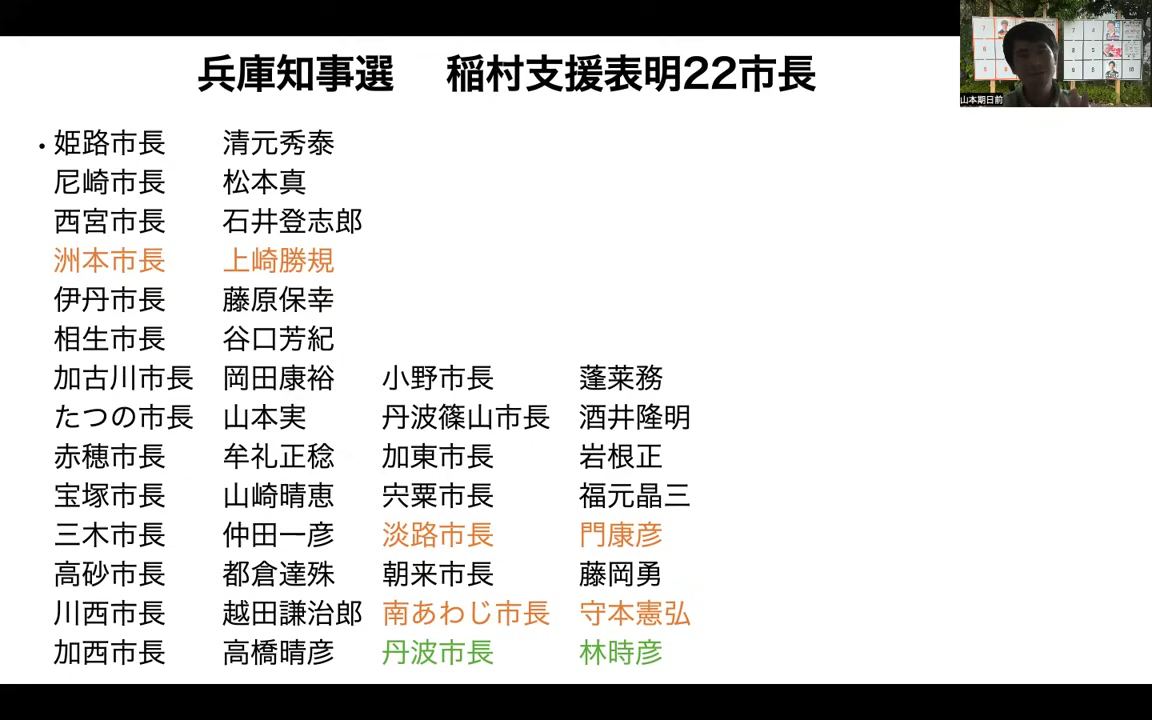 兵庫知事選　稲村支援表明22市長
山本期日前
・姫路市長　清元秀泰
尼崎市長　松本真
西宮市長　石井登志郎
洲本市長　上崎勝規
伊丹市長　藤原保幸
相生市長　谷口芳紀
加古川市長　岡田康裕　小野市長　蓬莱務
たつの市長　山本実　丹波篠山市長　酒井隆明
赤穂市長　牟礼正稔　加東市長　岩根正
宝塚市長　山崎晴恵　宍粟市長　福元晶三
三木市長　仲田一彦　淡路市長　門康彦
高砂市長　都倉達殊　朝来市長　藤岡勇
川西市長　越田謙治郎　南あわじ市長　守本憲弘
加西市長　高橋晴彦　丹波市長　林時彦